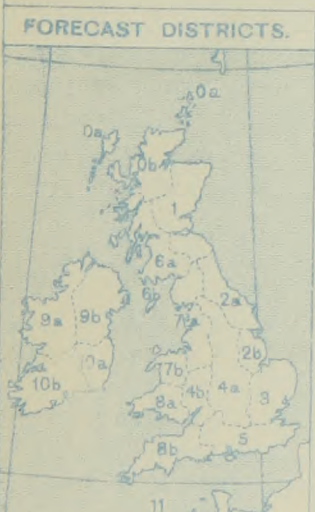 FORECAST DISTRICTS.
0a
0a
0b
1
6a
6b
2a
7a
9a
9b
2b
7b
10b
4b
4a
3
8a
5
8b
11